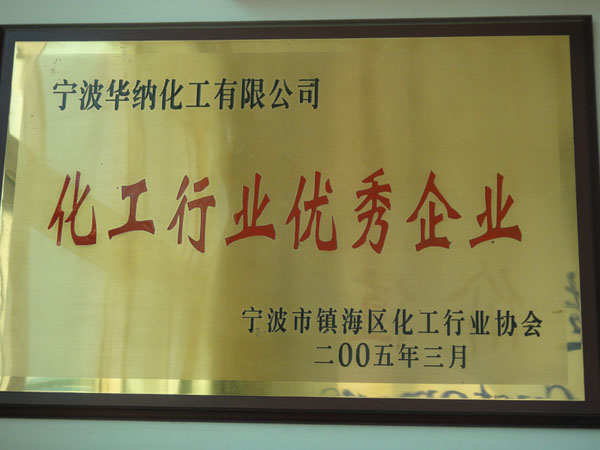 宁波华纳化工有限公司
化工行业优秀企业
宁波市镇海区化工行业协会
二00五年三月